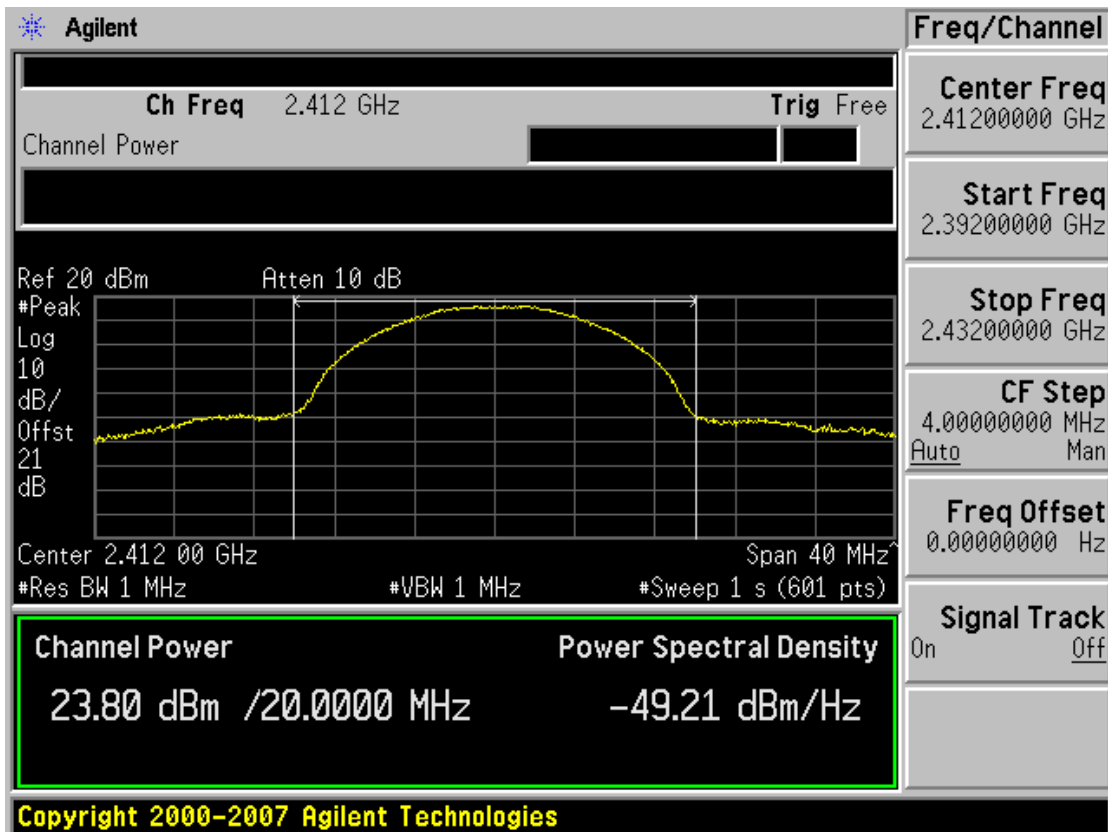 Agilent
Ch Freq 2.412 GHz Trig Free
Channel Power
Ref 20 dBm Atten 10 dB
#Peak
Log
10
dB/
Offst
21
dB
Center 2.412 00 GHz Span 40 MHz^
#Res BW 1 MHz #VBW 1 MHz #Sweep 1 s (601 pts)
Channel Power Power Spectral Density
23.80 dBm /20.0000 MHz -49.21 dBm/Hz
Copyright 2000-2007 Agilent Technologies
Freq/Channel
Center Freq
2.41200000 GHz
Start Freq
2.39200000 GHz
Stop Freq
2.43200000 GHz
CF Step
4.00000000 MHz
Auto Man
Freq Offset
0.00000000 Hz
Signal Track
On Off